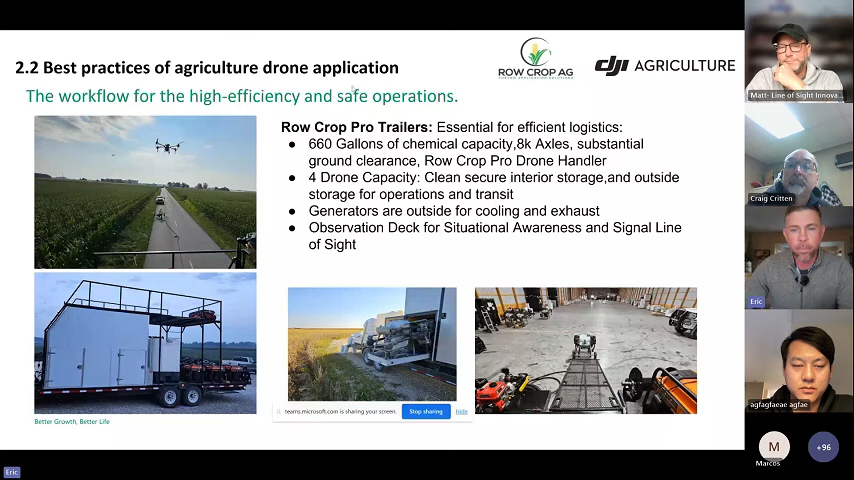 2.2 Best practices of agriculture drone application
ROW CROP AG
CUSTOM APPLICATION SOLUTIONS
dji AGRICULTURE
The workflow for the high-efficiency and safe operations.
Row Crop Pro Trailers: Essential for efficient logistics:
● 660 Gallons of chemical capacity,8k Axles, substantial
ground clearance, Row Crop Pro Drone Handler
● 4 Drone Capacity: Clean secure interior storage,and outside
storage for operations and transit
● Generators are outside for cooling and exhaust
● Observation Deck for Situational Awareness and Signal Line
of Sight
teams.microsoft.com is sharing your screen.
Stop sharing
Hide
Better Growth, Better Life
Eric
Matt- Line of Sight Innova...
Craig Critten
Eric
agfagfaeae agfae
M
Marcos
+96